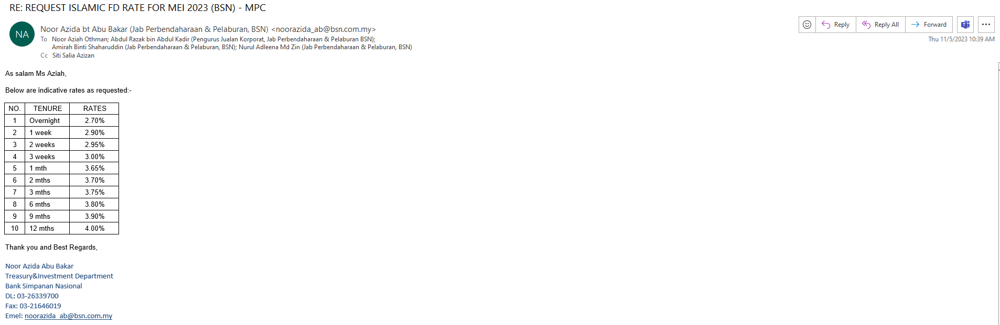 RE: REQUEST ISLAMIC FD RATE FOR MEI 2023 (BSN) - MPC
NA
Noor Azida bt Abu Bakar (Jab Perbendaharaan & Pelaburan, BSN) <noorazida_ab@bsn.com.my>
To Noor Aziah Othman; Abdul Razak bin Abdul Kadir (Pengurus Jualan Korporat, Jab Perbendaharaan & Pelaburan BSN);
Amirah Binti Shaharuddin (Jab Perbendaharaan & Pelaburan, BSN); Nurul Adleena Md Zin (Jab Perbendaharaan & Pelaburan, BSN)
Cc Siti Salia Azizan
Reply Reply All Forward
Thu 11/5/2023 10:39 AM
As salam Ms Aziah,
Below are indicative rates as requested:-
NO. TENURE RATES
1 Overnight 2.70%
2 1 week 2.90%
3 2 weeks 2.95%
4 3 weeks 3.00%
5 1 mth 3.65%
6 2 mths 3.70%
7 3 mths 3.75%
8 6 mths 3.80%
9 9 mths 3.90%
10 12 mths 4.00%
Thank you and Best Regards,
Noor Azida Abu Bakar
Treasury&Investment Department
Bank Simpanan Nasional
DL: 03-26339700
Fax: 03-21646019
Emel: noorazida_ab@bsn.com.my